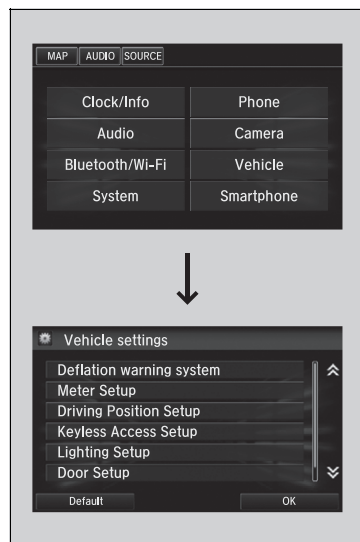 MAP AUDIO SOURCE
Clock/Info Phone
Audio Camera
Bluetooth/Wi-Fi Vehicle
System Smartphone
Vehicle settings
Deflation warning system
Meter Setup
Driving Position Setup
Keyless Access Setup
Lighting Setup
Door Setup
Default OK